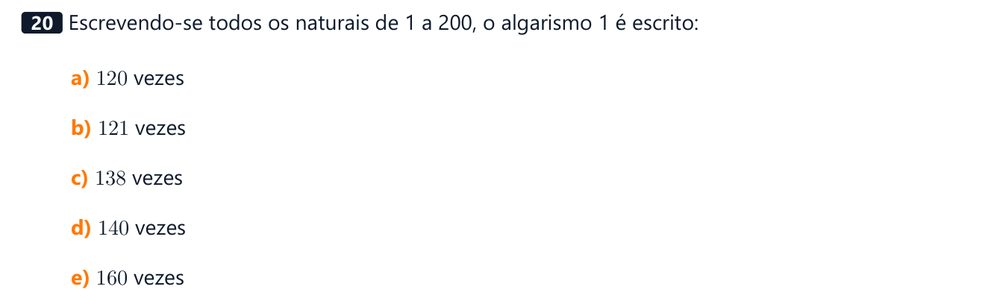 20 Escrevendo-se todos os naturais de 1 a 200, o algarismo 1 é escrito:
a) 120 vezes
b) 121 vezes
c) 138 vezes
d) 140 vezes
e) 160 vezes